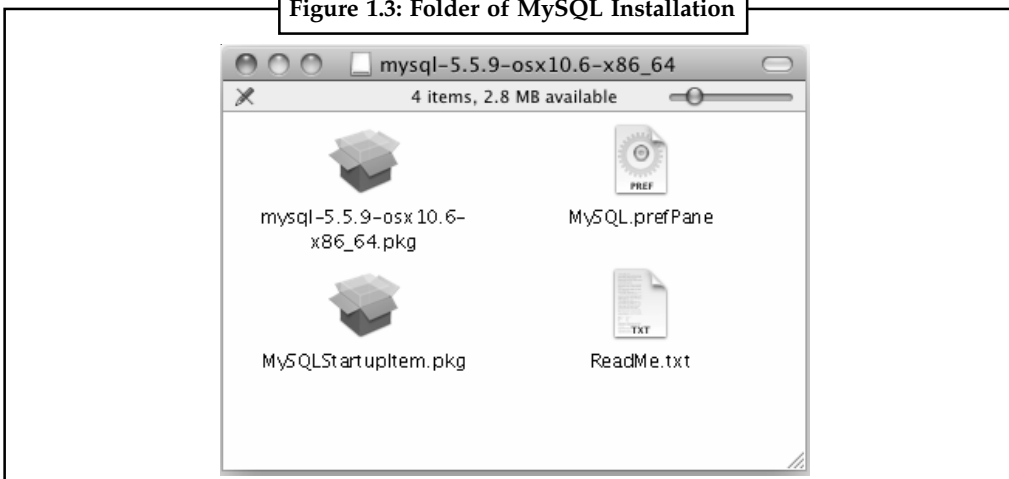 Figure 1.3: Folder of MySQL Installation
mysql-5.5.9-osx10.6-x86_64
4 items, 2.8 MB available
PREF
mysql-5.5.9-osx10.6-
x86_64.pkg
MySQL.prefPane
TXT
MySQLStartupItem.pkg
ReadMe.txt